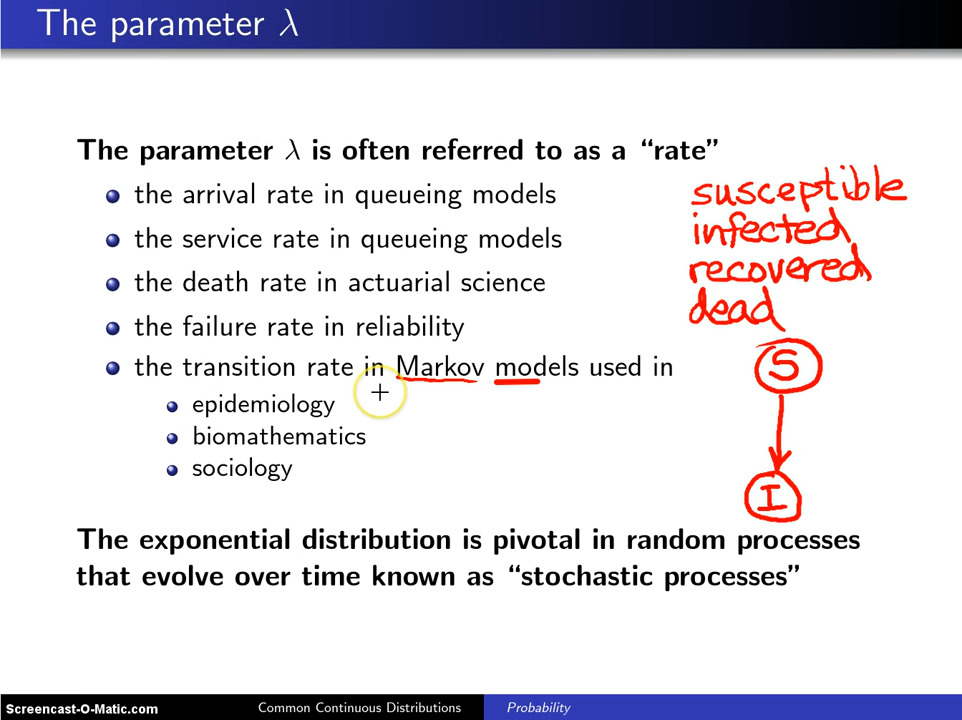 The parameter λ
The parameter λ is often referred to as a “rate”
the arrival rate in queueing models
the service rate in queueing models
the death rate in actuarial science
the failure rate in reliability
the transition rate in Markov models used in
epidemiology
biomathematics
sociology
susceptible
infected
recovered
dead
S
I
The exponential distribution is pivotal in random processes
that evolve over time known as “stochastic processes”
Screencast-O-Matic.com
Common Continuous Distributions
Probability